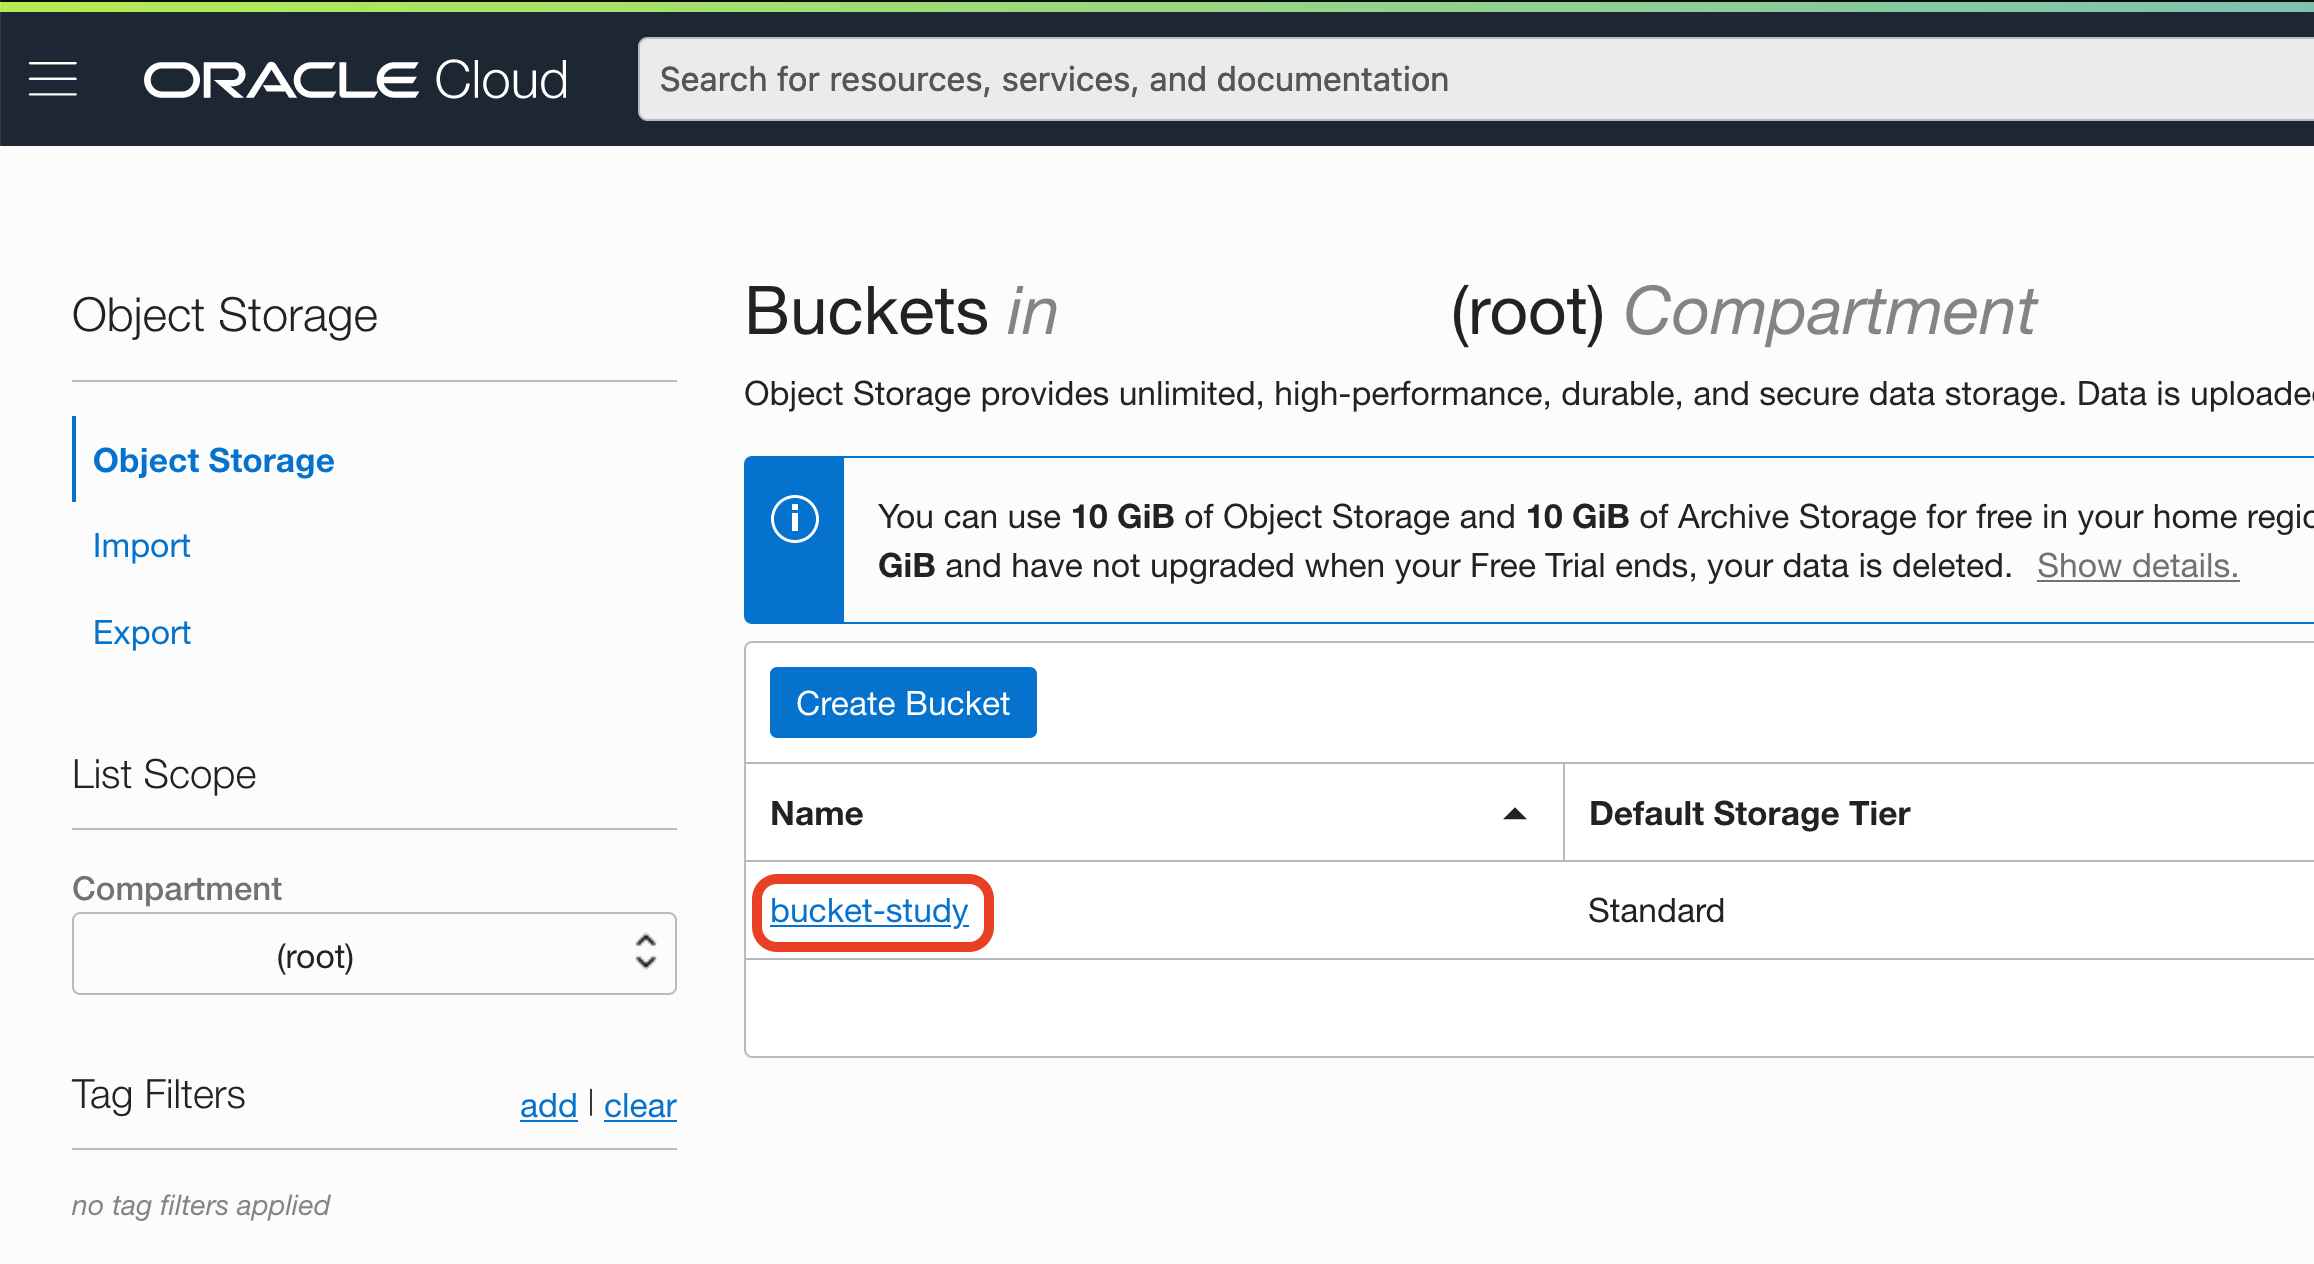 ORACLE Cloud
Search for resources, services, and documentation
Object Storage
Object Storage
Import
Export
List Scope
Compartment
(root)
Tag Filters
add | clear
no tag filters applied
Buckets in (root) Compartment
Object Storage provides unlimited, high-performance, durable, and secure data storage. Data is uploaded
You can use 10 GiB of Object Storage and 10 GiB of Archive Storage for free in your home regio
GiB and have not upgraded when your Free Trial ends, your data is deleted. Show details.
Create Bucket
Name Default Storage Tier
bucket-study Standard